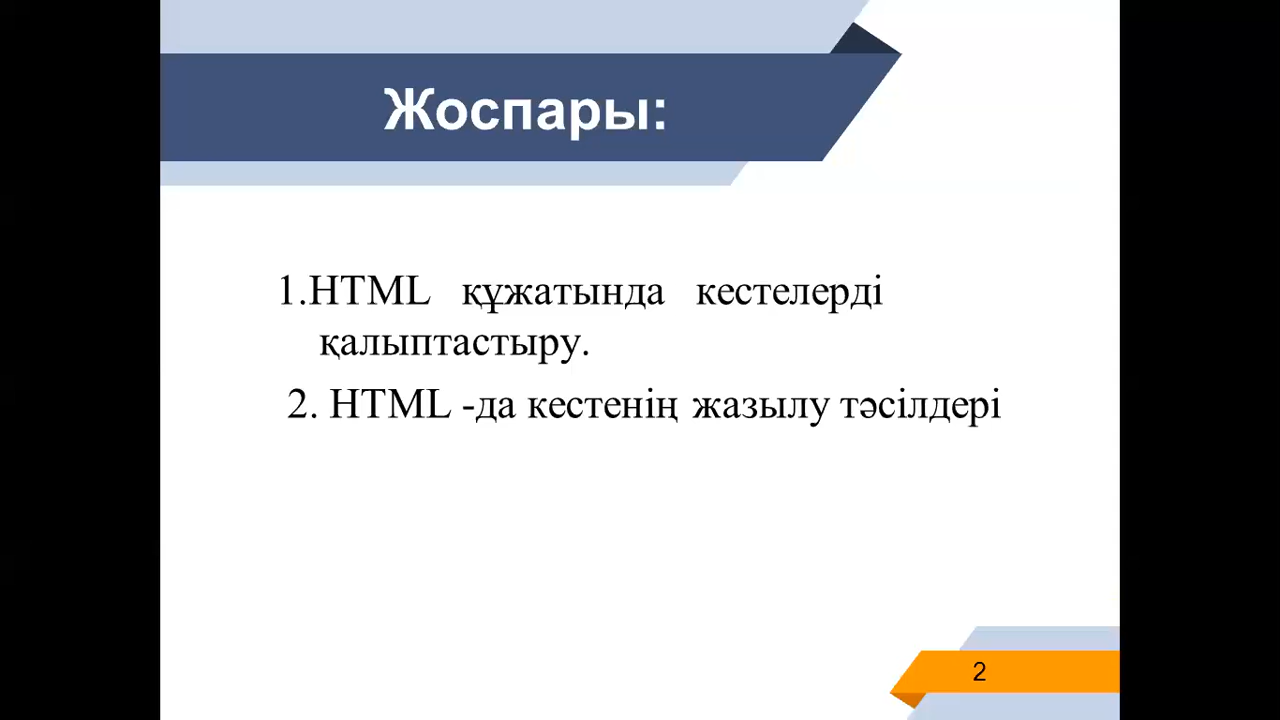 Жоспары:
1.HTML құжатында кестелерді
қалыптастыру.
2. HTML -да кестенің жазылу тәсілдері
2